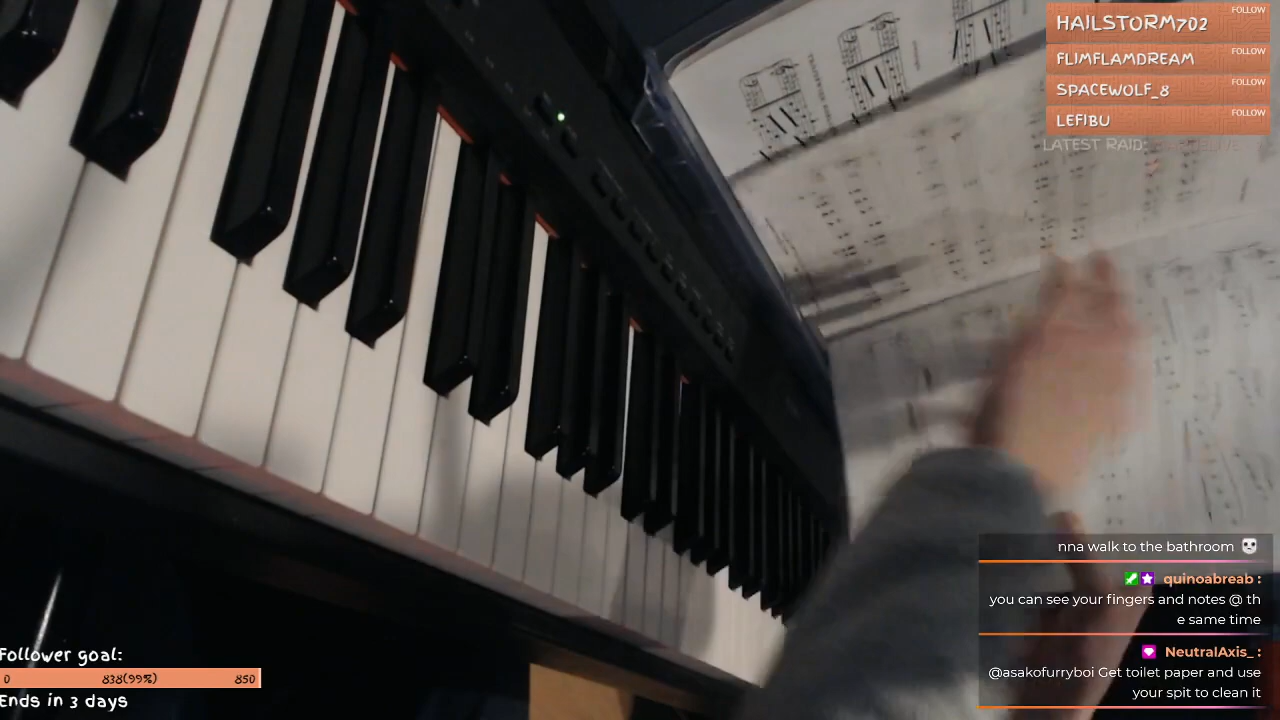 HAILSTORM702 FOLLOW
FLIMFLAMDREAM FOLLOW
SPACEWOLF_8 FOLLOW
LEFIBU FOLLOW
LATEST RAID:
nna walk to the bathroom
quinoabreab :
you can see your fingers and notes @ th
e same time
NeutralAxis_ :
@asakofurryboi Get toilet paper and use
your spit to clean it
Follower goal:
0 838(99%) 850
Ends in 3 days